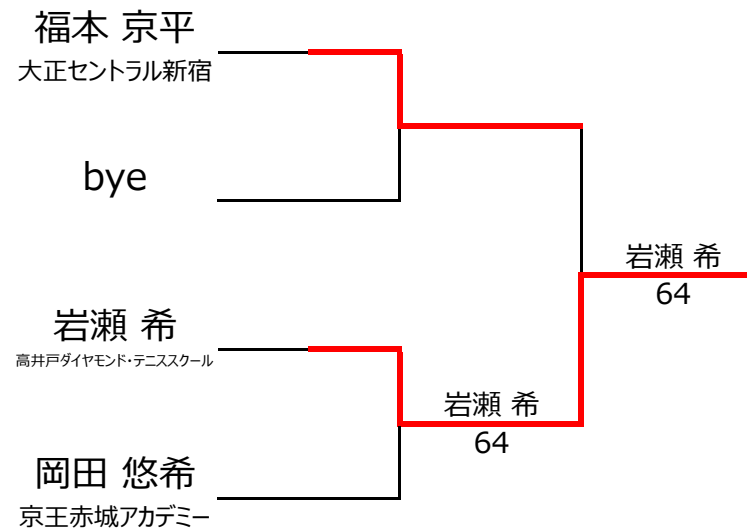 福本 京平
大正セントラル新宿
bye
岩瀬 希
64
岩瀬 希
高井戸ダイヤモンド・テニススクール
岩瀬 希
64
岡田 悠希
京王赤城アカデミー